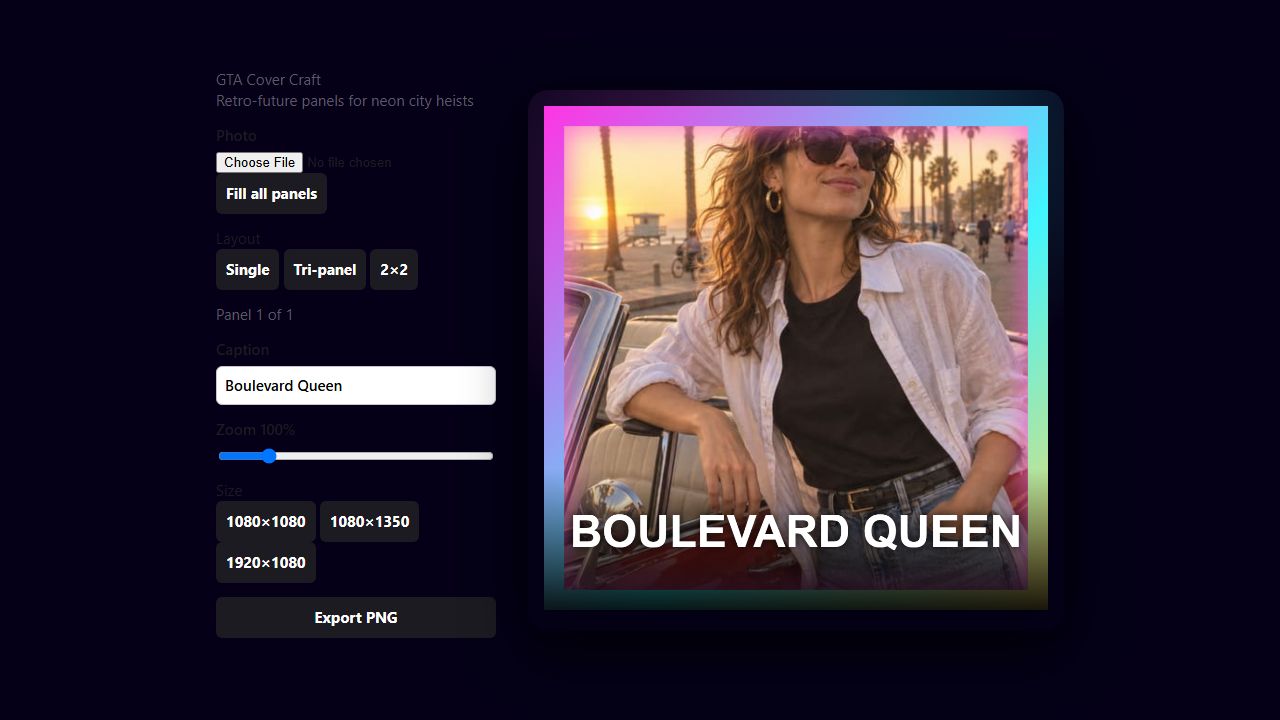 GTA Cover Craft
Retro-future panels for neon city heists
Photo
Choose File No file chosen
Fill all panels
Layout
Single Tri-panel 2×2
Panel 1 of 1
Caption
Boulevard Queen
Zoom 100%
Size
1080×1080 1080×1350
1920×1080
Export PNG
BOULEVARD QUEEN